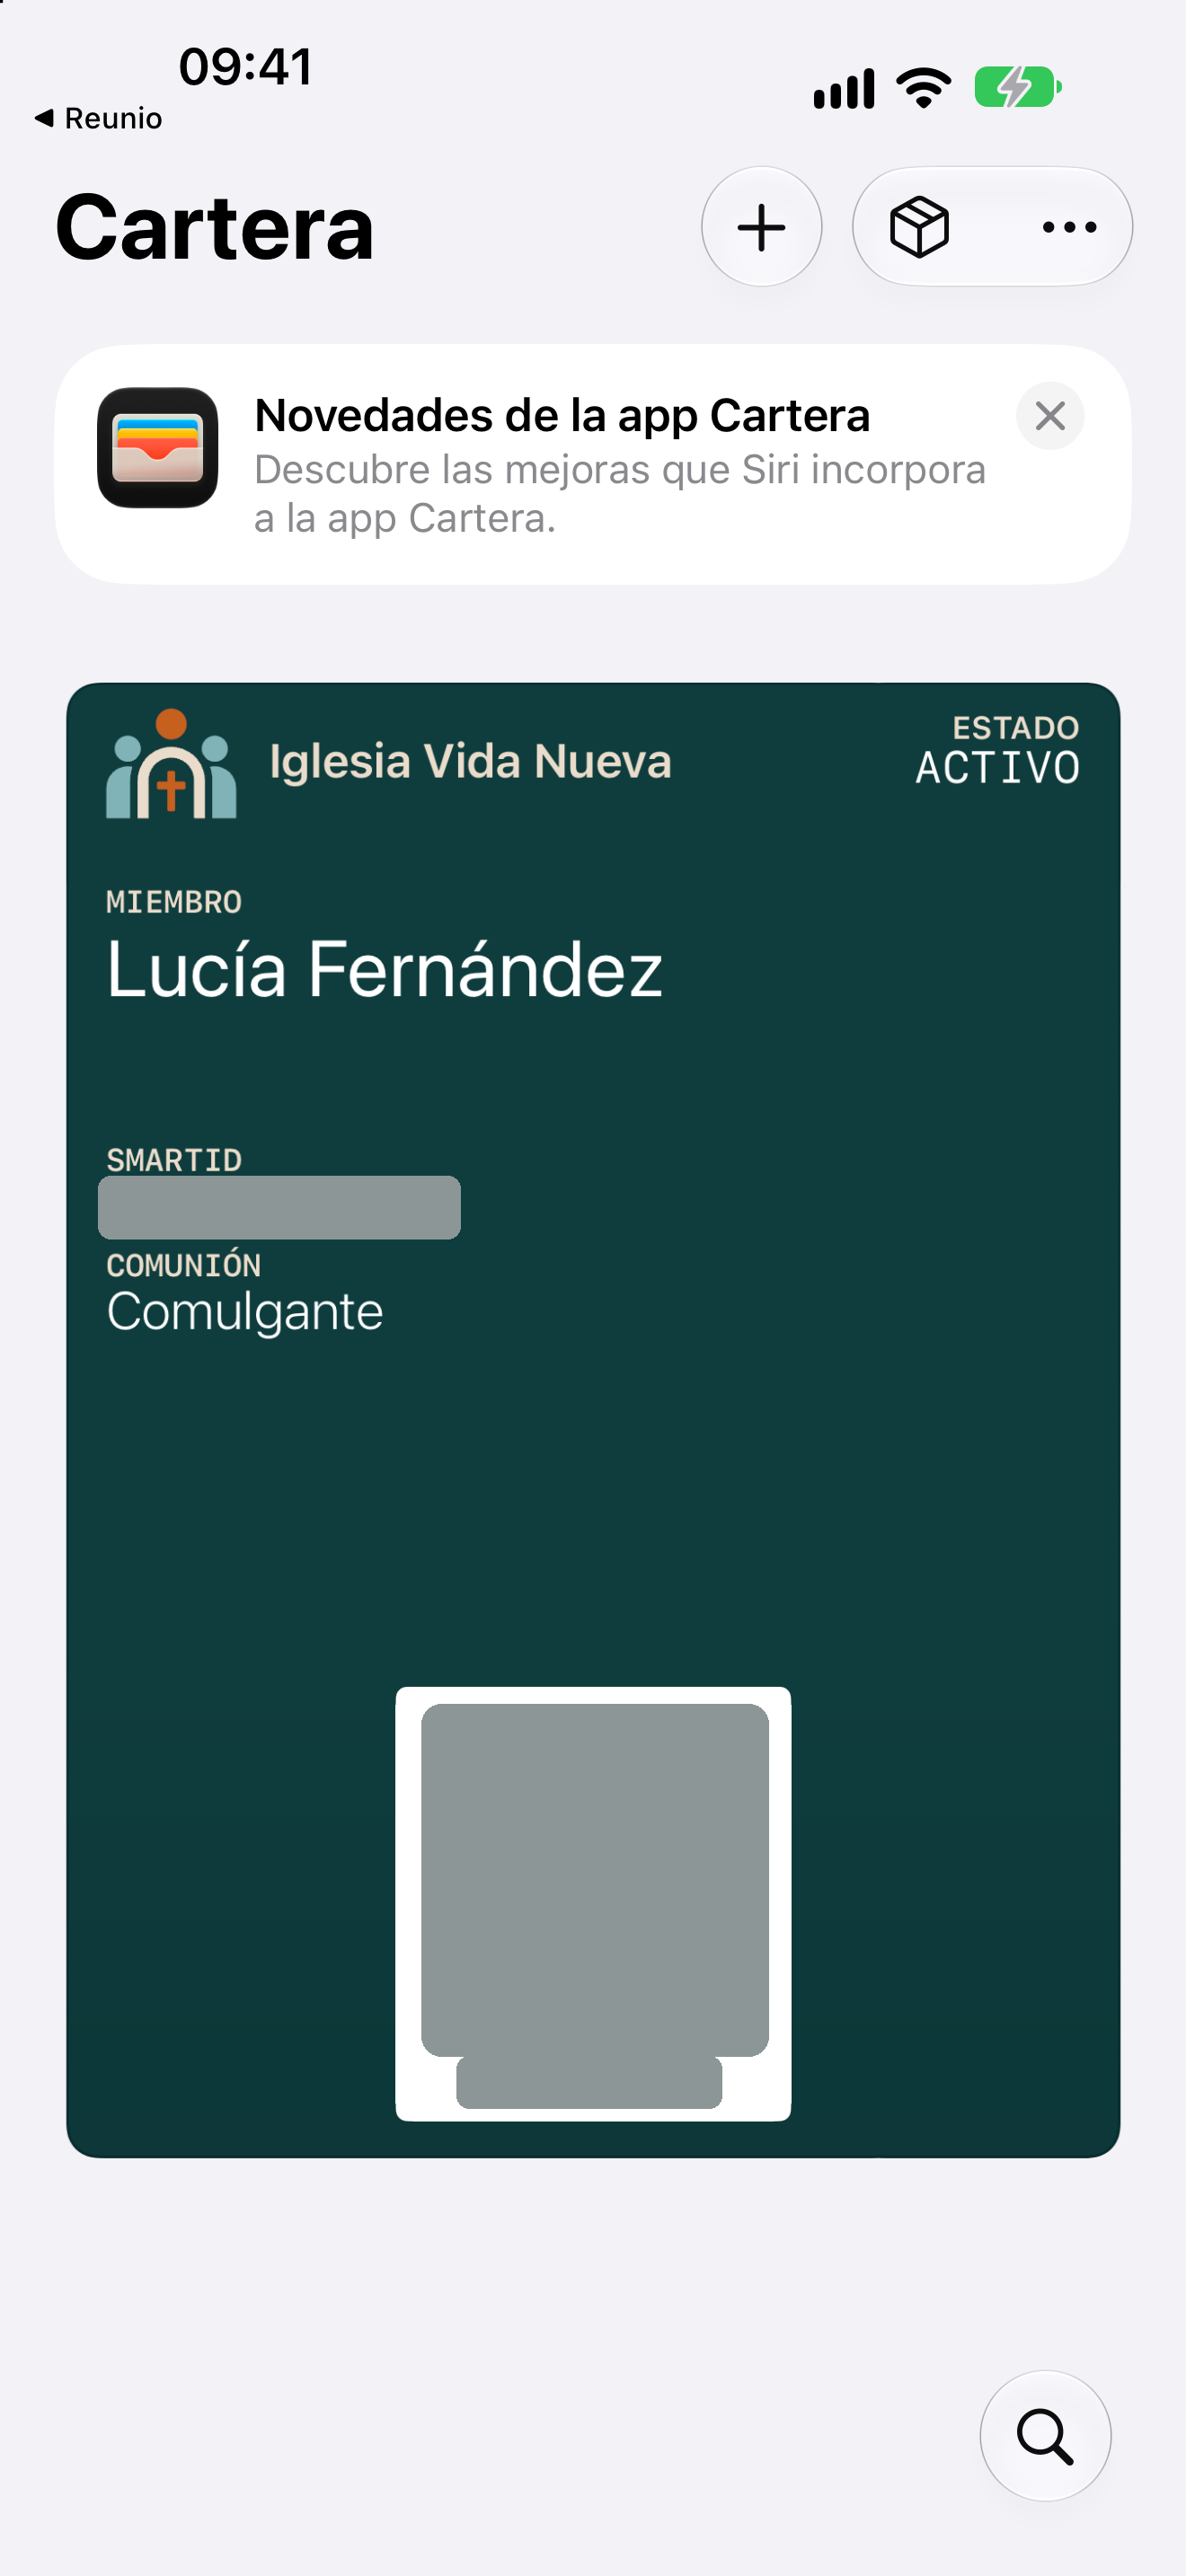 09:41
◀ Reunio
Cartera
Novedades de la app Cartera
Descubre las mejoras que Siri incorpora
a la app Cartera.
Iglesia Vida Nueva
ESTADO
ACTIVO
MIEMBRO
Lucía Fernández
SMARTID
COMUNIÓN
Comulgante